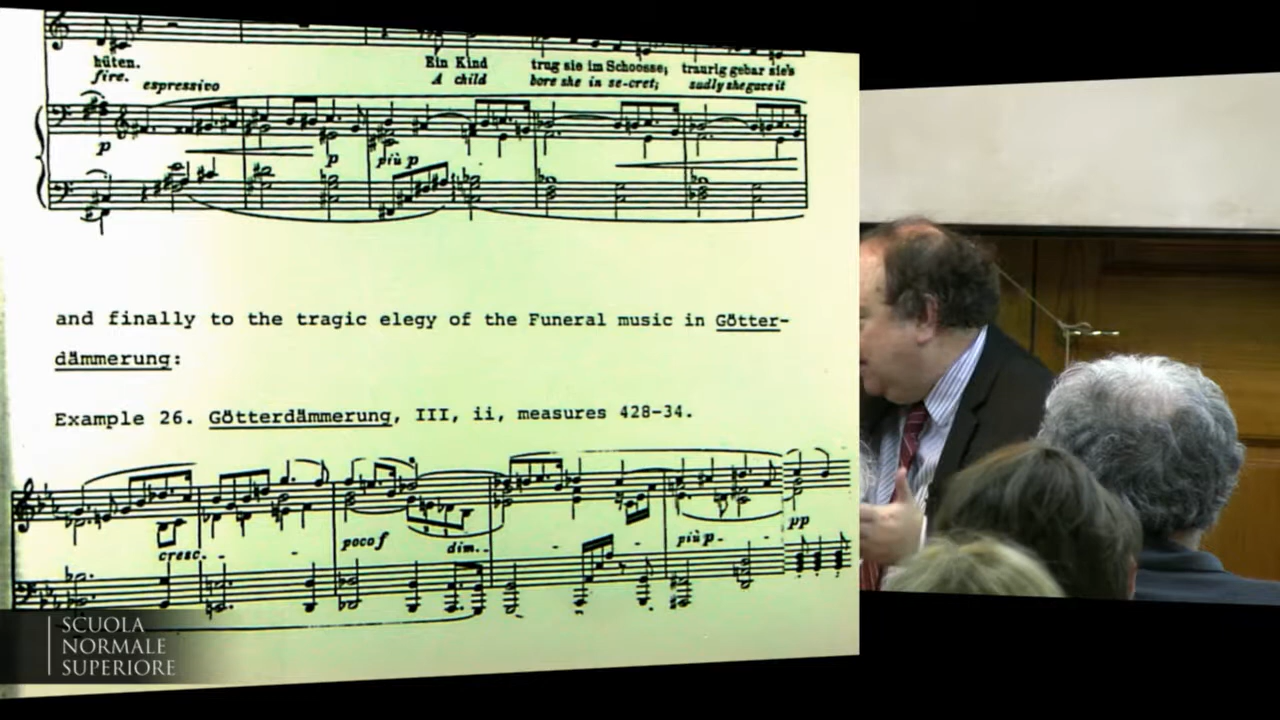 hüten. Ein Kind trug sie im Schoosse; traurig gebar sie's
fire. A child bore she in se-cret; sadly she gave it
espressivo
p p più p
and finally to the tragic elegy of the Funeral music in Götter-
dämmerung:
Example 26. Götterdämmerung, III, ii, measures 428-34.
cresc. poco f dim. più p pp
SCUOLA
NORMALE
SUPERIORE